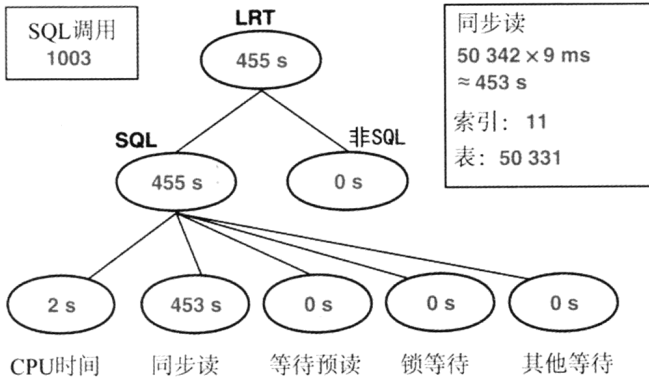 SQL调用
1003
LRT
455 s
同步读
50 342 × 9 ms
≈ 453 s
索引：11
表：50 331
SQL
非SQL
455 s
0 s
2 s
453 s
0 s
0 s
0 s
CPU时间
同步读
等待预读
锁等待
其他等待